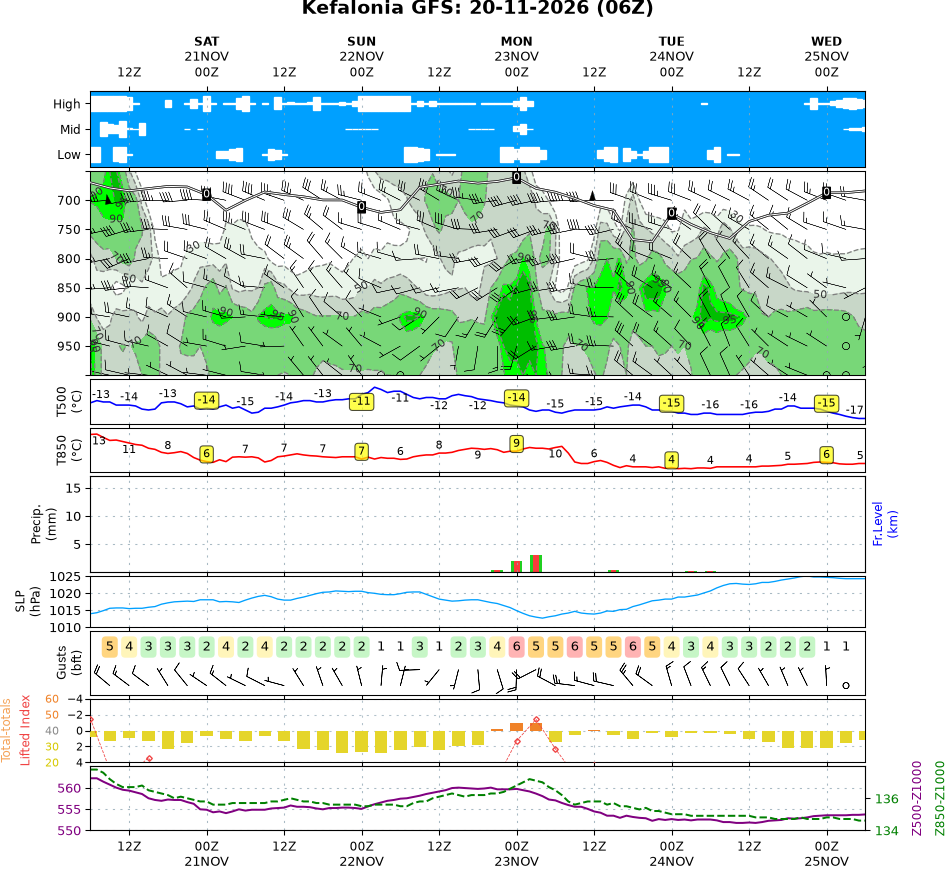 Kefalonia GFS: 20-11-2026 (06Z)
SAT SUN MON TUE WED
21NOV 22NOV 23NOV 24NOV 25NOV
12Z 00Z 12Z 00Z 12Z 00Z 12Z 00Z 12Z 00Z
High
Mid
Low
0 0 0 0 0
700
750
800
850
900
950
T500 (°C)
-13 -14 -13 -14 -15 -14 -13 -11 -11 -12 -12 -14 -15 -15 -14 -15 -16 -16 -14 -15 -17
T850 (°C)
13 11 8 6 7 7 7 7 6 8 9 9 10 6 4 4 4 4 5 6 5
Precip. (mm)
15
10
5
Fr.Level (km)
SLP (hPa)
1025
1020
1015
1010
Gusts (bft)
5 4 3 3 3 2 4 2 4 2 2 2 2 2 1 1 3 1 2 3 4 6 5 5 6 5 5 6 5 4 3 4 3 3 2 2 2 1 1
Total-totals
Lifted Index
60 −4
50 −2
40 0
30 2
20 4
560
555
550
136
134
Z500-Z1000
Z850-Z1000
12Z 00Z 12Z 00Z 12Z 00Z 12Z 00Z 12Z 00Z
21NOV 22NOV 23NOV 24NOV 25NOV